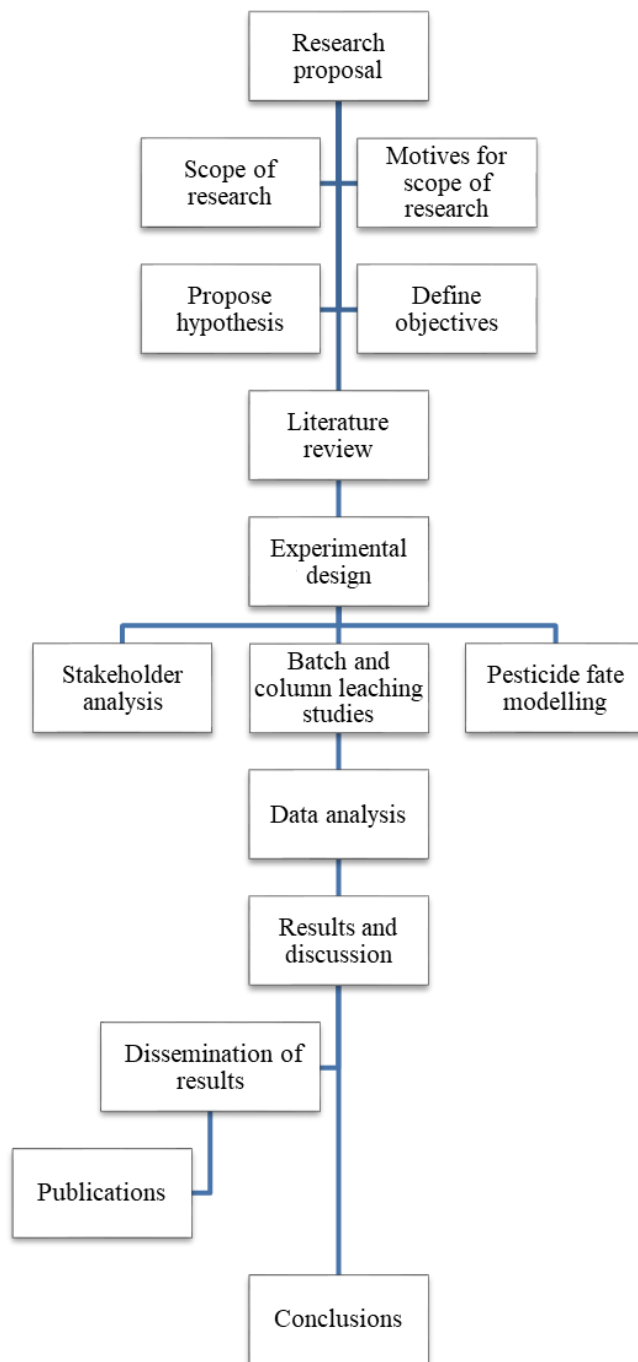 Research
proposal
Scope of
research
Motives for
scope of
research
Propose
hypothesis
Define
objectives
Literature
review
Experimental
design
Stakeholder
analysis
Batch and
column leaching
studies
Pesticide fate
modelling
Data analysis
Results and
discussion
Dissemination of
results
Publications
Conclusions